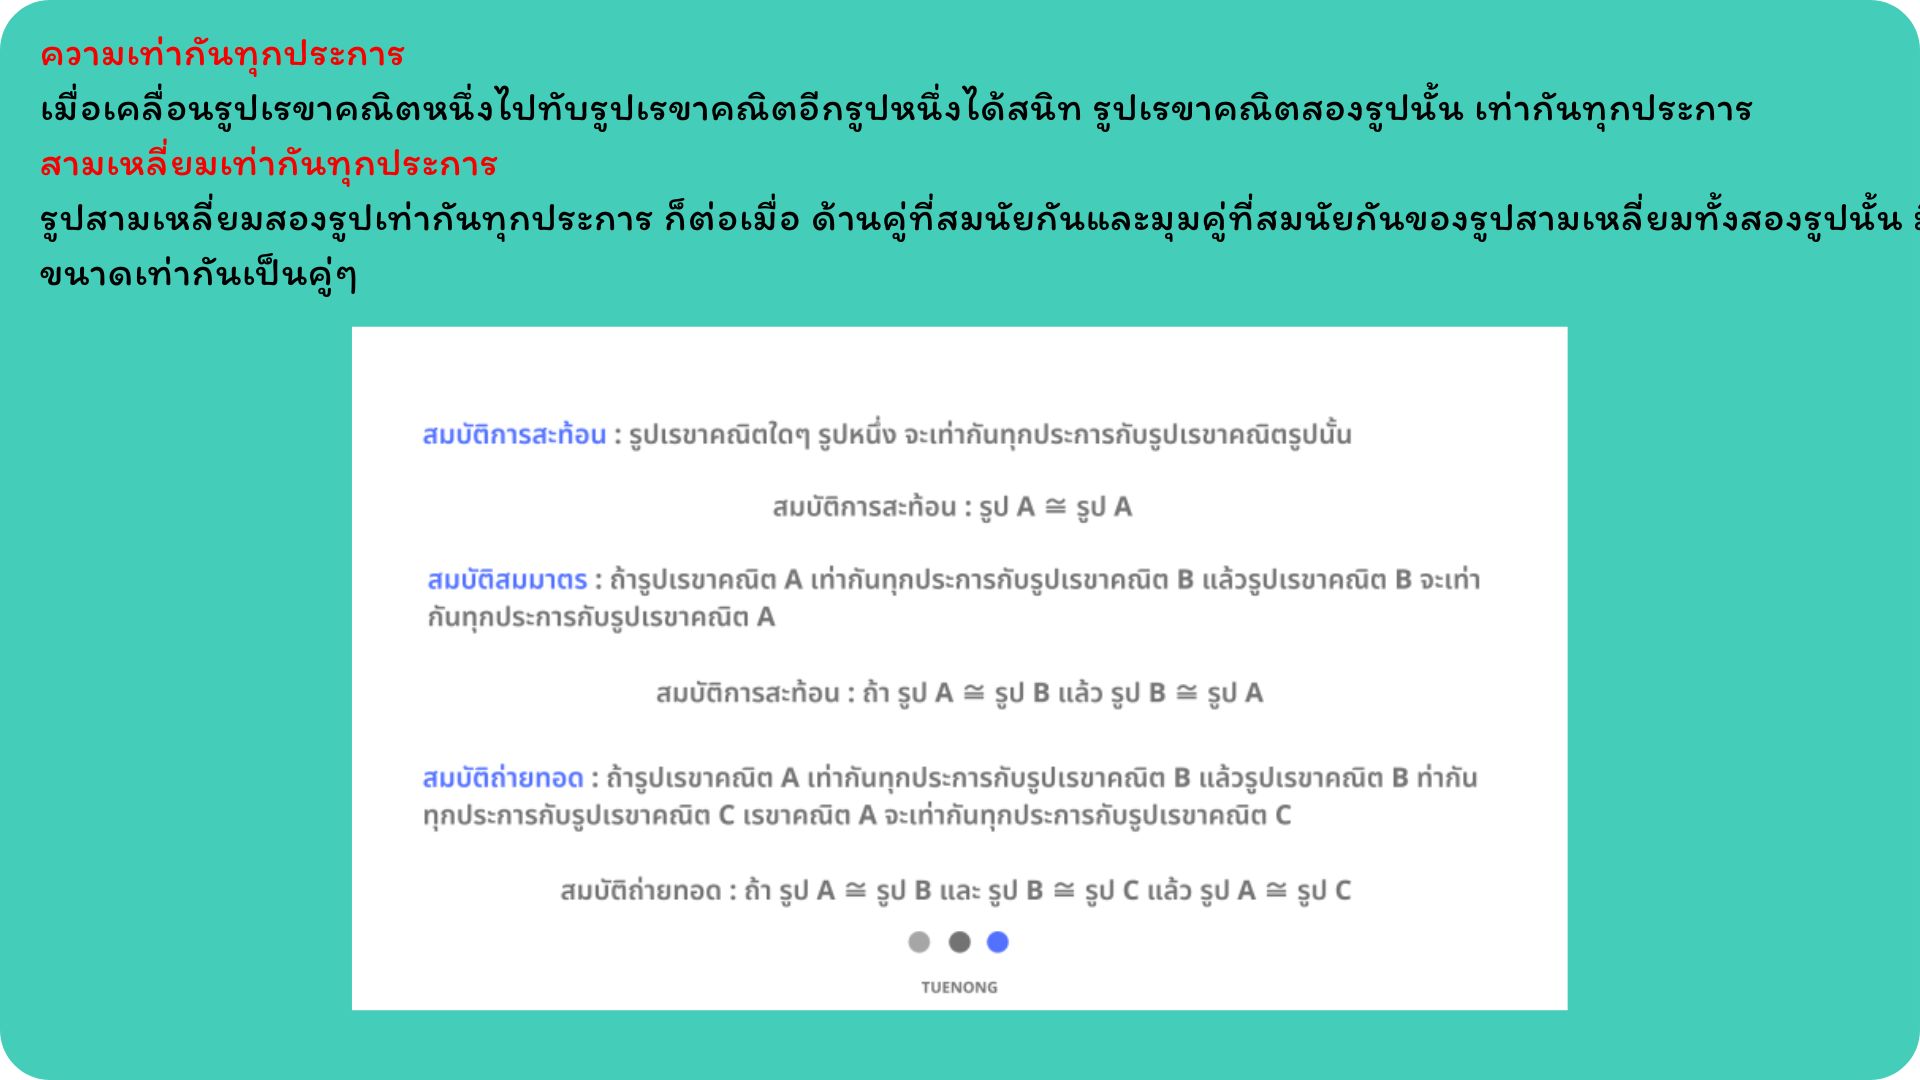 ความเท่ากันทุกประการ
เมื่อเคลื่อนรูปเรขาคณิตหนึ่งไปทับรูปเรขาคณิตอีกรูปหนึ่งได้สนิท รูปเรขาคณิตสองรูปนั้น เท่ากันทุกประการ
สามเหลี่ยมเท่ากันทุกประการ
รูปสามเหลี่ยมสองรูปเท่ากันทุกประการ ก็ต่อเมื่อ ด้านคู่ที่สมนัยกันและมุมคู่ที่สมนัยกันของรูปสามเหลี่ยมทั้งสองรูปนั้น
ขนาดเท่ากันเป็นคู่ๆ
สมบัติการสะท้อน : รูปเรขาคณิตใดๆ รูปหนึ่ง จะเท่ากันทุกประการกับรูปเรขาคณิตรูปนั้น
สมบัติการสะท้อน : รูป A ≅ รูป A
สมบัติสมมาตร : ถ้ารูปเรขาคณิต A เท่ากันทุกประการกับรูปเรขาคณิต B แล้วรูปเรขาคณิต B จะเท่า
กันทุกประการกับรูปเรขาคณิต A
สมบัติการสะท้อน : ถ้า รูป A ≅ รูป B แล้ว รูป B ≅ รูป A
สมบัติถ่ายทอด : ถ้ารูปเรขาคณิต A เท่ากันทุกประการกับรูปเรขาคณิต B แล้วรูปเรขาคณิต B ท่ากัน
ทุกประการกับรูปเรขาคณิต C เรขาคณิต A จะเท่ากันทุกประการกับรูปเรขาคณิต C
สมบัติถ่ายทอด : ถ้า รูป A ≅ รูป B และ รูป B ≅ รูป C แล้ว รูป A ≅ รูป C
TUENONG